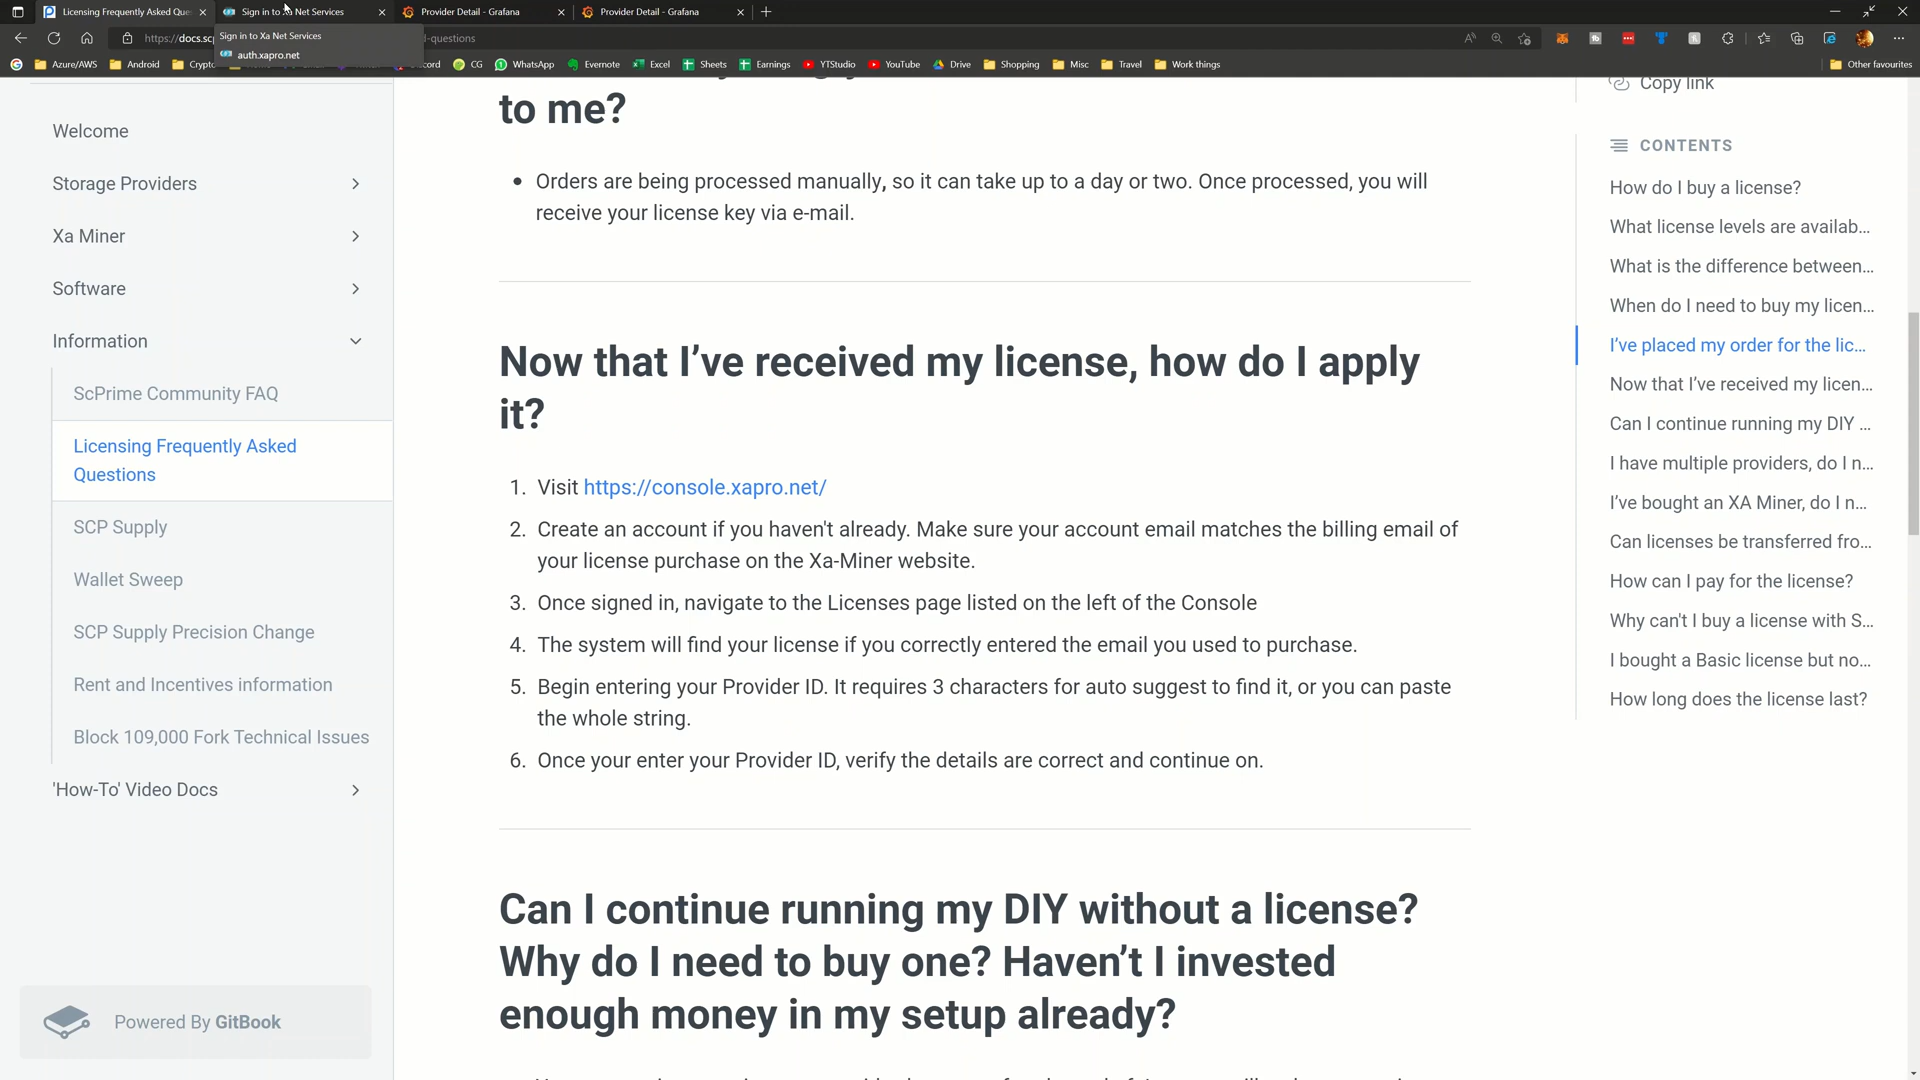 Licensing Frequently Asked Ques
Sign in to Xa Net Services
Provider Detail - Grafana
Provider Detail - Grafana
https://docs.scp
d-questions
Sign in to Xa Net Services
auth.xapro.net
Azure/AWS
Android
Crypto
CG
WhatsApp
Evernote
Excel
Sheets
Earnings
YTStudio
YouTube
Drive
Shopping
Misc
Travel
Work things
Other favourites
Welcome
Storage Providers
Xa Miner
Software
Information
ScPrime Community FAQ
Licensing Frequently Asked
Questions
SCP Supply
Wallet Sweep
SCP Supply Precision Change
Rent and Incentives information
Block 109,000 Fork Technical Issues
'How-To' Video Docs
Powered By GitBook
to me?
Orders are being processed manually, so it can take up to a day or two. Once processed, you will
receive your license key via e-mail.
Now that I’ve received my license, how do I apply
it?
1. Visit https://console.xapro.net/
2. Create an account if you haven't already. Make sure your account email matches the billing email of
your license purchase on the Xa-Miner website.
3. Once signed in, navigate to the Licenses page listed on the left of the Console
4. The system will find your license if you correctly entered the email you used to purchase.
5. Begin entering your Provider ID. It requires 3 characters for auto suggest to find it, or you can paste
the whole string.
6. Once your enter your Provider ID, verify the details are correct and continue on.
Can I continue running my DIY without a license?
Why do I need to buy one? Haven’t I invested
enough money in my setup already?
Copy link
CONTENTS
How do I buy a license?
What license levels are availab...
What is the difference between...
When do I need to buy my licen...
I’ve placed my order for the lic...
Now that I’ve received my licen...
Can I continue running my DIY ...
I have multiple providers, do I n...
I’ve bought an XA Miner, do I n...
Can licenses be transferred fro...
How can I pay for the license?
Why can't I buy a license with S...
I bought a Basic license but no...
How long does the license last?